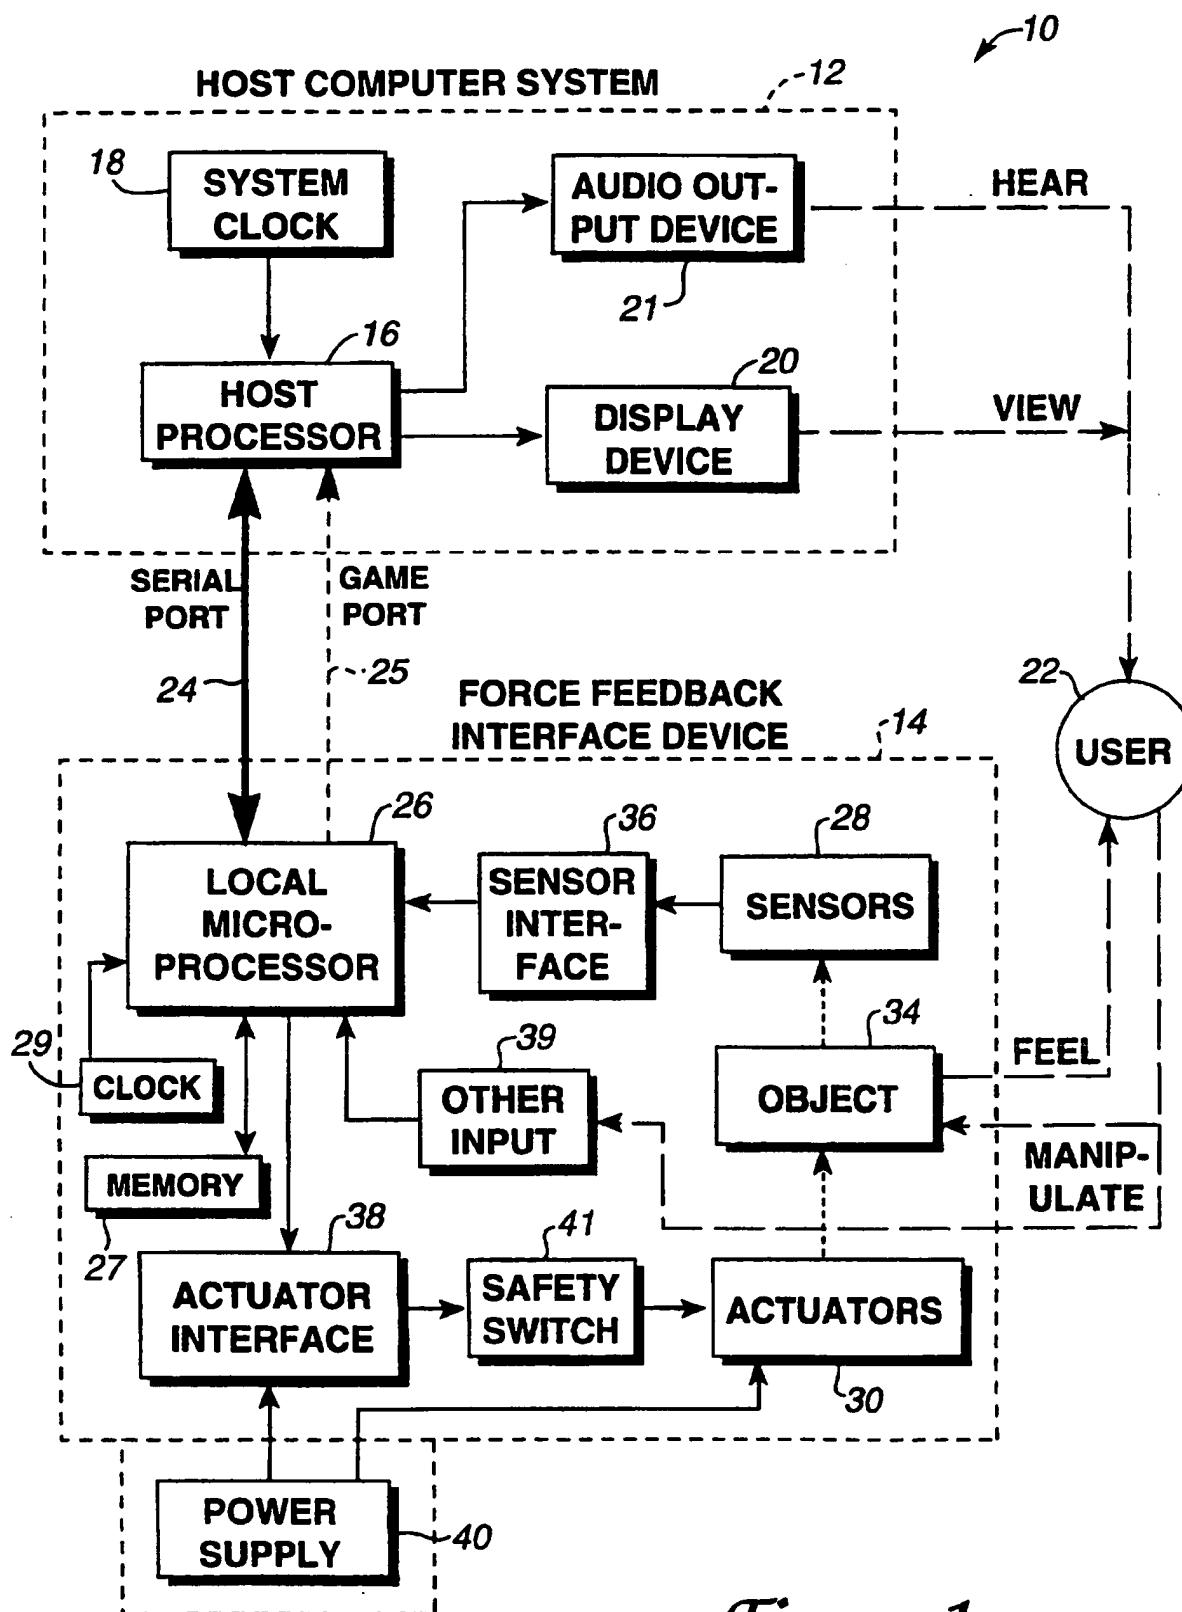 10
HOST COMPUTER SYSTEM
12
18
SYSTEM
CLOCK
AUDIO OUT-
PUT DEVICE
21
HEAR
16
HOST
PROCESSOR
20
DISPLAY
DEVICE
VIEW
SERIAL
PORT
GAME
PORT
24
25
FORCE FEEDBACK
INTERFACE DEVICE
14
22
USER
26
LOCAL
MICRO-
PROCESSOR
36
SENSOR
INTER-
FACE
28
SENSORS
29
CLOCK
39
OTHER
INPUT
34
OBJECT
FEEL
MANIP-
ULATE
MEMORY
27
38
ACTUATOR
INTERFACE
41
SAFETY
SWITCH
ACTUATORS
30
POWER
SUPPLY
40